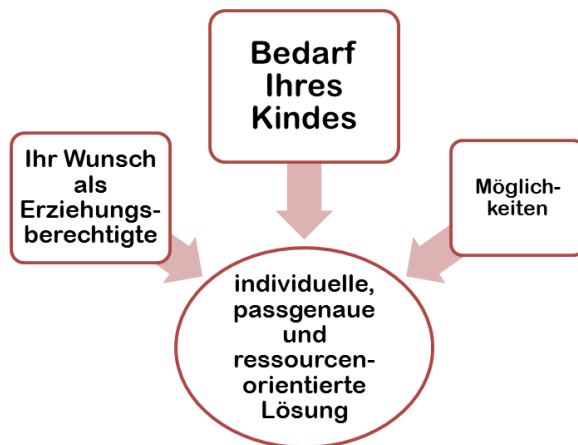 Bedarf
Ihres
Kindes
Ihr Wunsch
als
Erziehungs-
berechtigte
Möglich-
keiten
individuelle,
passgenaue
und
ressourcen-
orientierte
Lösung